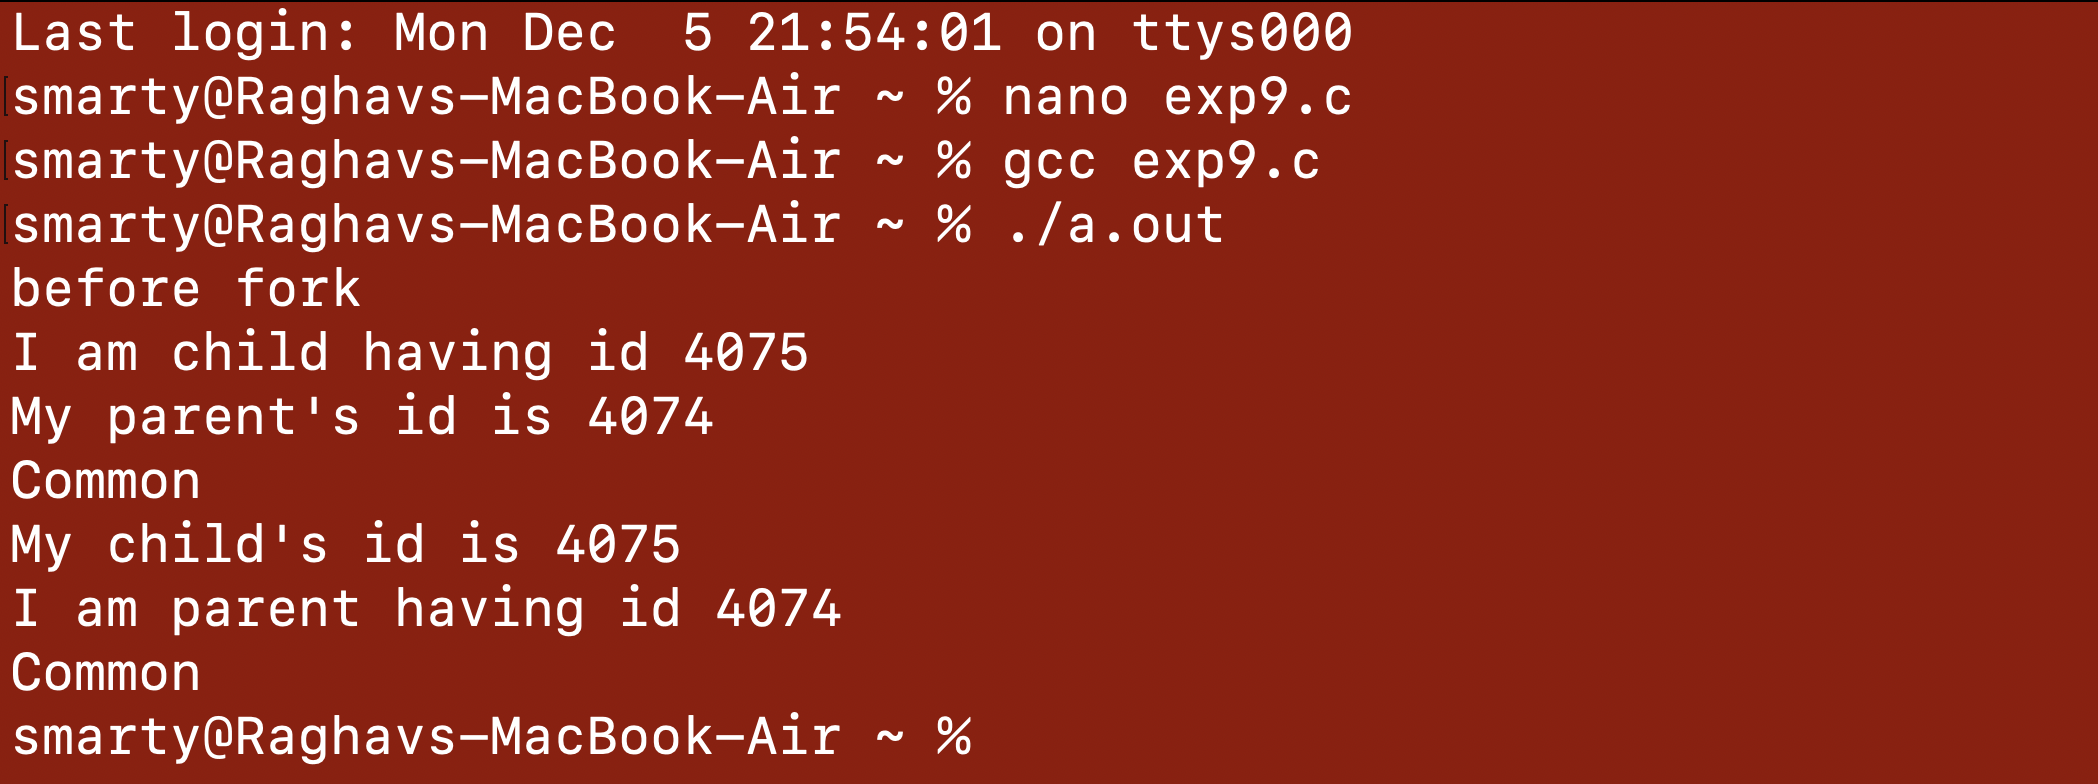 Last login: Mon Dec  5 21:54:01 on ttys000
smarty@Raghavs-MacBook-Air ~ % nano exp9.c
smarty@Raghavs-MacBook-Air ~ % gcc exp9.c
smarty@Raghavs-MacBook-Air ~ % ./a.out
before fork
I am child having id 4075
My parent's id is 4074
Common
My child's id is 4075
I am parent having id 4074
Common
smarty@Raghavs-MacBook-Air ~ %